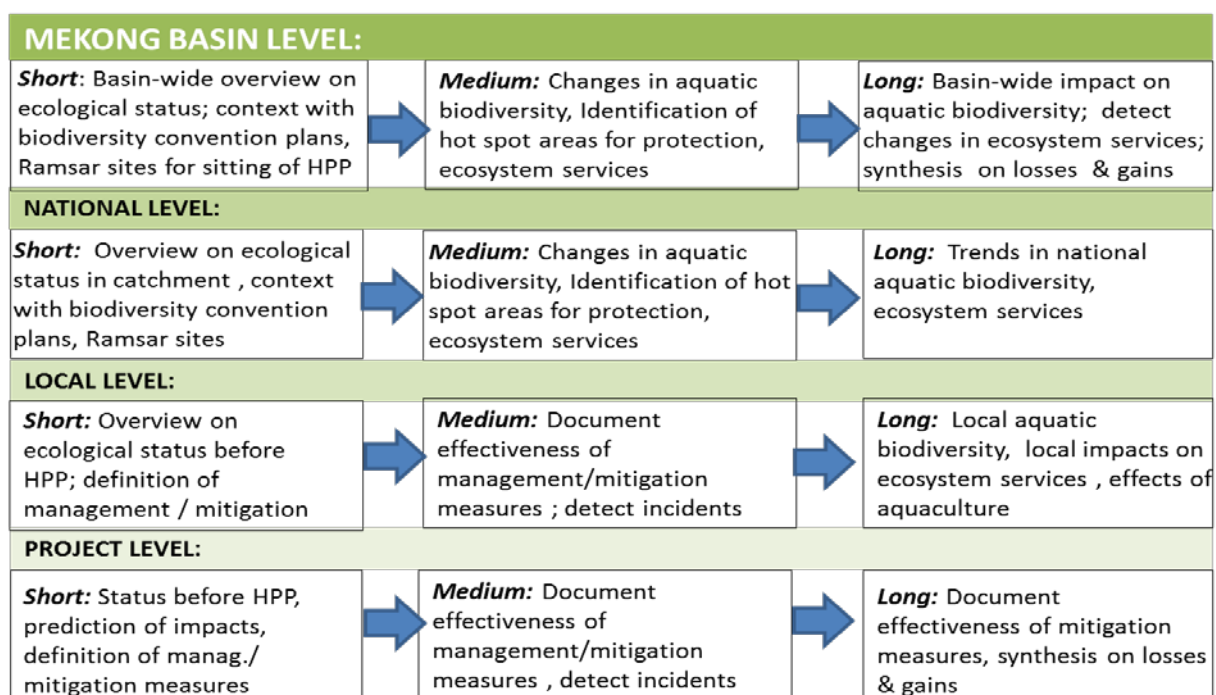 MEKONG BASIN LEVEL:
Short: Basin-wide overview on
ecological status; context with
biodiversity convention plans,
Ramsar sites for sitting of HPP
Medium: Changes in aquatic
biodiversity, Identification of
hot spot areas for protection,
ecosystem services
Long: Basin-wide impact on
aquatic biodiversity; detect
changes in ecosystem services;
synthesis on losses & gains
NATIONAL LEVEL:
Short: Overview on ecological
status in catchment , context
with biodiversity convention
plans, Ramsar sites
Medium: Changes in aquatic
biodiversity, Identification of hot
spot areas for protection,
ecosystem services
Long: Trends in national
aquatic biodiversity,
ecosystem services
LOCAL LEVEL:
Short: Overview on
ecological status before
HPP; definition of
management / mitigation
Medium: Document
effectiveness of
management/mitigation
measures ; detect incidents
Long: Local aquatic
biodiversity, local impacts on
ecosystem services , effects of
aquaculture
PROJECT LEVEL:
Short: Status before HPP,
prediction of impacts,
definition of manag./
mitigation measures
Medium: Document
effectiveness of
management/mitigation
measures , detect incidents
Long: Document
effectiveness of mitigation
measures, synthesis on losses
& gains